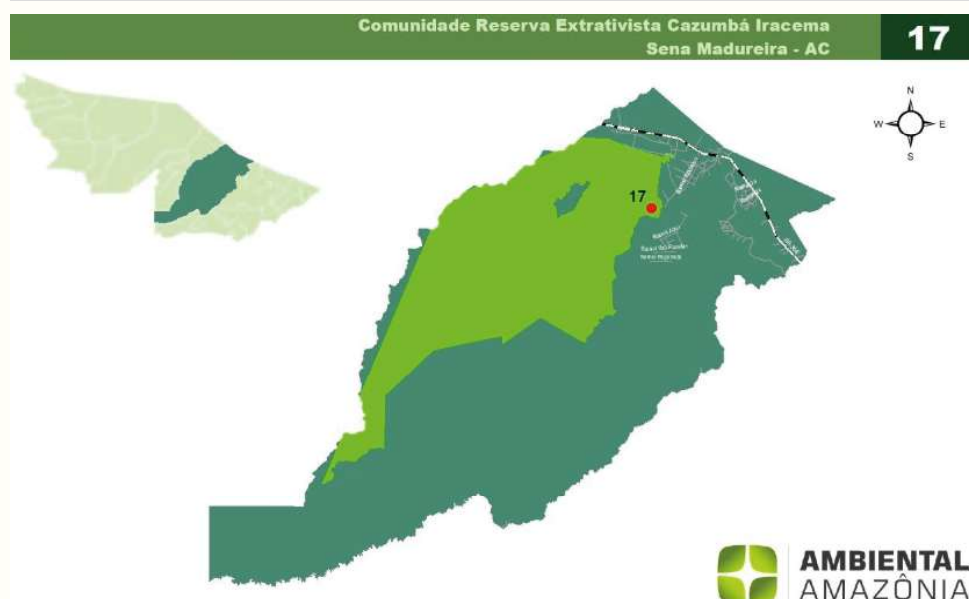 Comunidade Reserva Extrativista Cazumbá Iracema
Sena Madureira - AC
17
N
W
E
S
17
AMBIENTAL
AMAZÔNIA